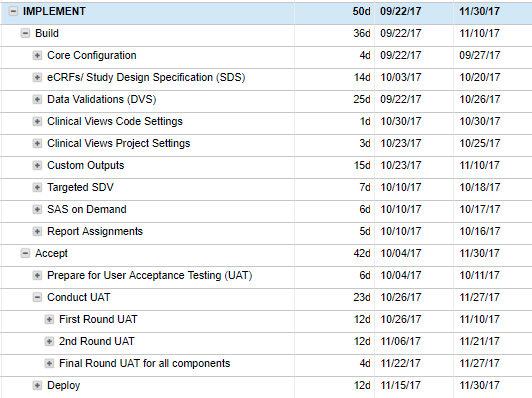 IMPLEMENT 50d 09/22/17 11/30/17
Build 36d 09/22/17 11/10/17
Core Configuration 4d 09/22/17 09/27/17
eCRFs/ Study Design Specification (SDS) 14d 10/03/17 10/20/17
Data Validations (DVS) 25d 09/22/17 10/26/17
Clinical Views Code Settings 1d 10/30/17 10/30/17
Clinical Views Project Settings 3d 10/23/17 10/25/17
Custom Outputs 15d 10/23/17 11/10/17
Targeted SDV 7d 10/10/17 10/18/17
SAS on Demand 6d 10/10/17 10/17/17
Report Assignments 5d 10/10/17 10/16/17
Accept 42d 10/04/17 11/30/17
Prepare for User Acceptance Testing (UAT) 6d 10/04/17 10/11/17
Conduct UAT 23d 10/26/17 11/27/17
First Round UAT 12d 10/26/17 11/10/17
2nd Round UAT 12d 11/06/17 11/21/17
Final Round UAT for all components 4d 11/22/17 11/27/17
Deploy 12d 11/15/17 11/30/17